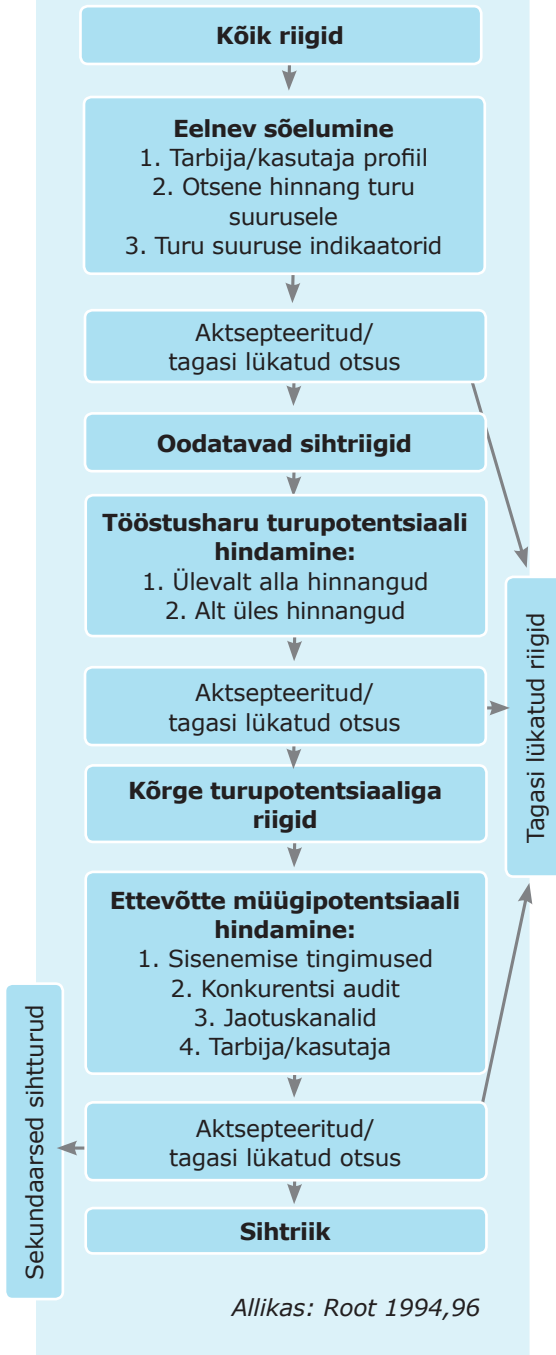 Kõik riigid
Eelnev sõelumine
1. Tarbija/kasutaja profiil
2. Otsene hinnang turu
suurusele
3. Turu suuruse indikaatorid
Aktsepteeritud/
tagasi lükatud otsus
Oodatavad sihtriigid
Tööstusharu turupotentsiaali
hindamine:
1. Ülevalt alla hinnangud
2. Alt üles hinnangud
Aktsepteeritud/
tagasi lükatud otsus
Tagasi lükatud riigid
Kõrge turupotentsiaaliga
riigid
Ettevõtte müügipotentsiaali
hindamine:
1. Sisenemise tingimused
2. Konkurentsi audit
3. Jaotuskanalid
4. Tarbija/kasutaja
Aktsepteeritud/
tagasi lükatud otsus
Sekundaarsed sihtturud
Sihtriik
Allikas: Root 1994,96